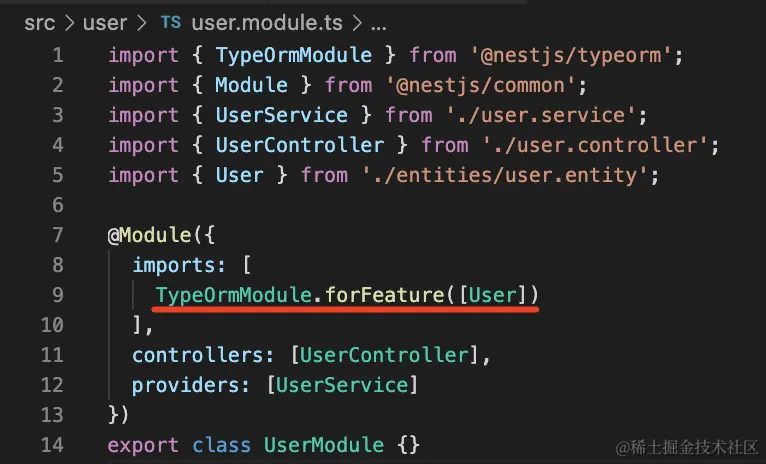 src > user > TS user.module.ts > ...
1 import { TypeOrmModule } from '@nestjs/typeorm';
2 import { Module } from '@nestjs/common';
3 import { UserService } from './user.service';
4 import { UserController } from './user.controller';
5 import { User } from './entities/user.entity';
6
7 @Module({
8   imports: [
9     TypeOrmModule.forFeature([User])
10   ],
11   controllers: [UserController],
12   providers: [UserService]
13 })
14 export class UserModule {}
@稀土掘金技术社区